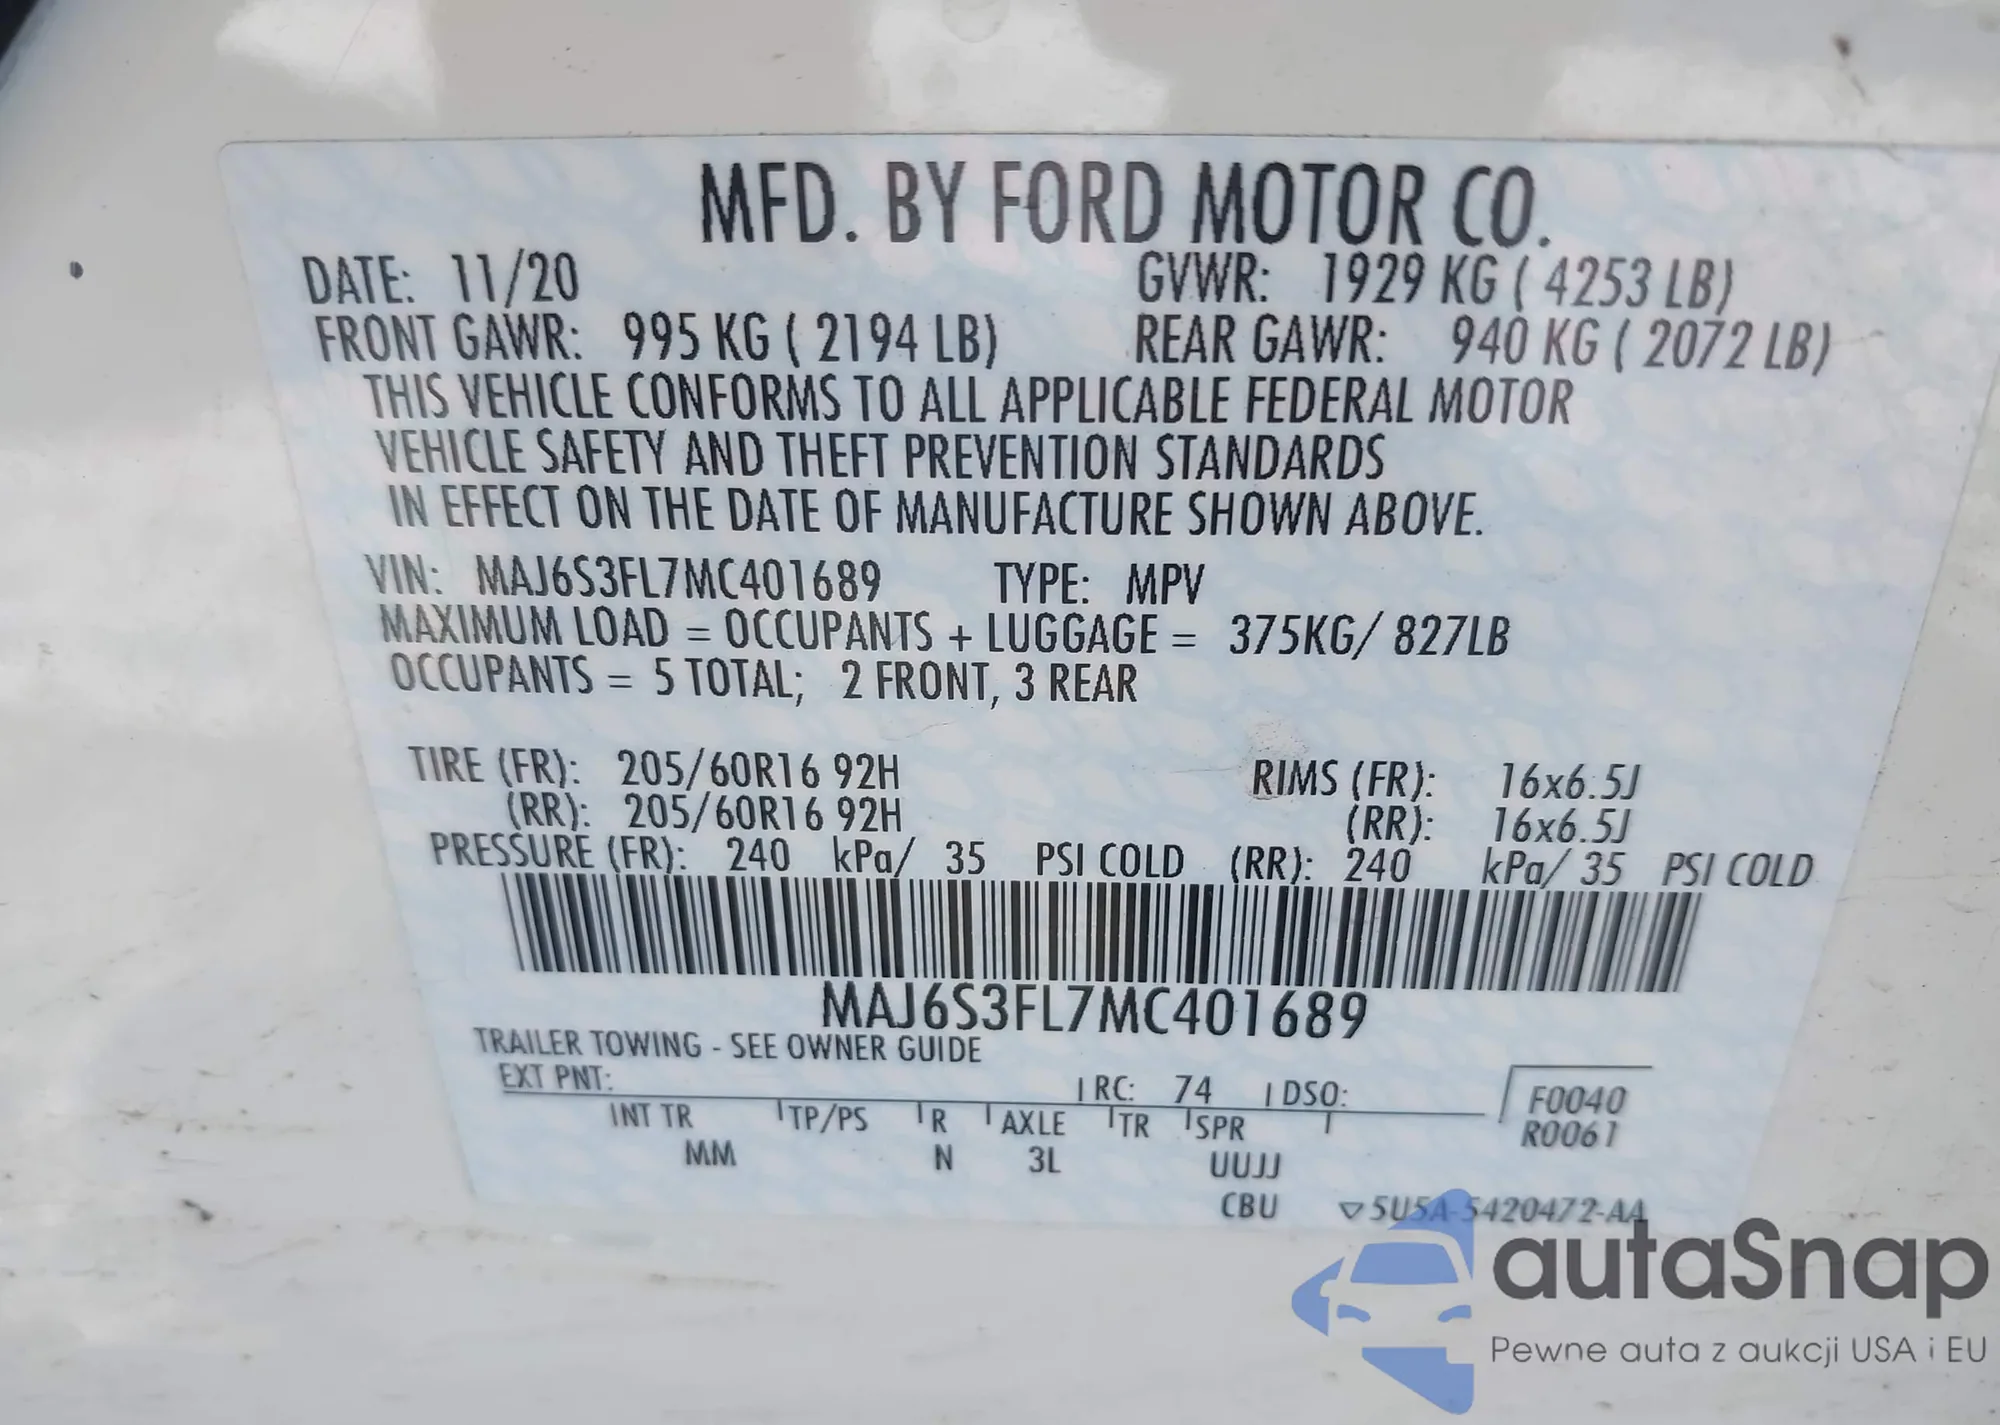 MFD. BY FORD MOTOR CO.
DATE: 11/20 GVWR: 1929 KG ( 4253 LB)
FRONT GAWR: 995 KG ( 2194 LB) REAR GAWR: 940 KG ( 2072 LB)
THIS VEHICLE CONFORMS TO ALL APPLICABLE FEDERAL MOTOR
VEHICLE SAFETY AND THEFT PREVENTION STANDARDS
IN EFFECT ON THE DATE OF MANUFACTURE SHOWN ABOVE.
VIN: MAJ6S3FL7MC401689 TYPE: MPV
MAXIMUM LOAD = OCCUPANTS + LUGGAGE = 375KG/ 827LB
OCCUPANTS = 5 TOTAL; 2 FRONT, 3 REAR
TIRE (FR): 205/60R16 92H RIMS (FR): 16x6.5J
(RR): 205/60R16 92H (RR): 16x6.5J
PRESSURE (FR): 240 kPa/ 35 PSI COLD (RR): 240 kPa/ 35 PSI COLD
MAJ6S3FL7MC401689
TRAILER TOWING - SEE OWNER GUIDE
EXT PNT: RC: 74 DSO: F0040
INT TR TP/PS R AXLE TR SPR R0061
MM N 3L UUJJ
CBU ▽5U5A-5420472-AA
autaSnap
Pewne auta z aukcji USA i EU